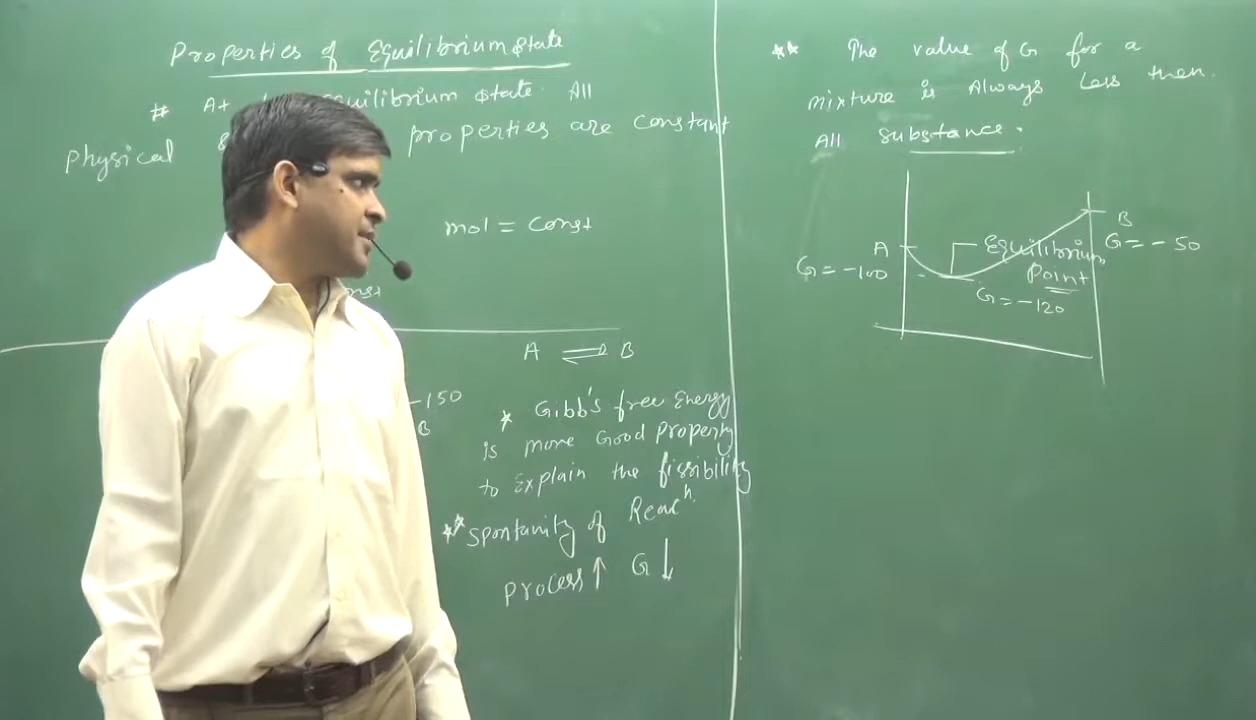 Properties of Equilibrium State
# At Equilibrium State. All
Physical & properties are constant
mol = Const
Const
A ⇌ B
-150
B
* Gibb's free Energy
is more Good Property
to Explain the fissibility
** Spontanity of Reacn.
Process ↑ G ↓
** The value of G for a
mixture is Always Less then.
All substance.
A
G = -100
Equilibrium
Point
G = -120
B
G = -50